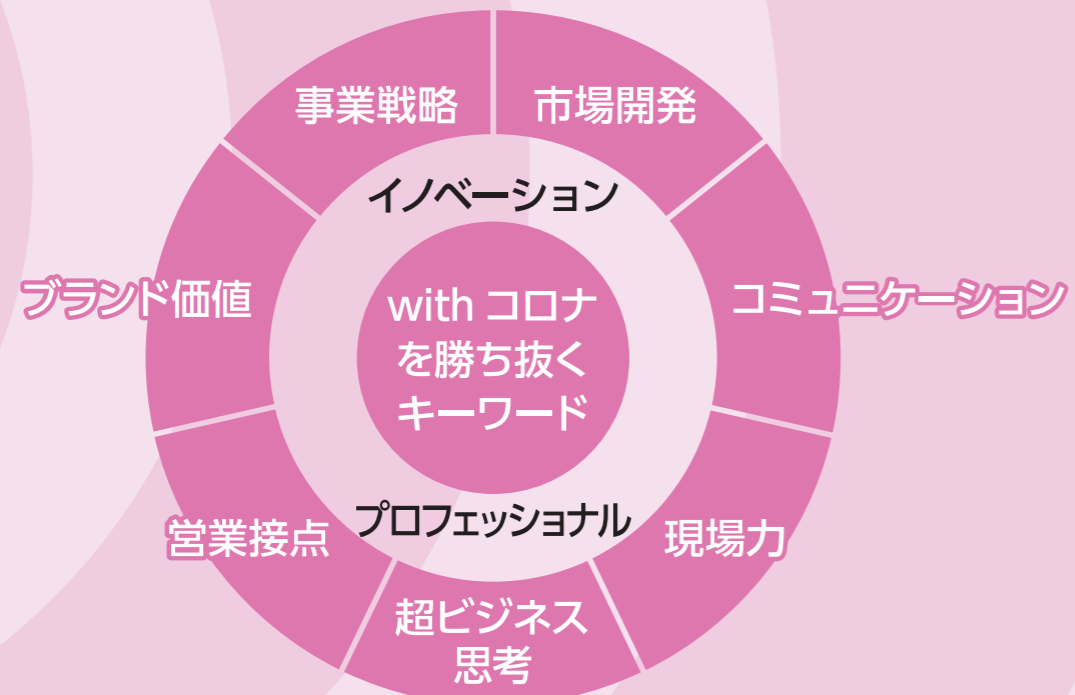 事業戦略
市場開発
イノベーション
ブランド価値
with コロナ
を勝ち抜く
キーワード
コミュニケーション
営業接点
プロフェッショナル
現場力
超ビジネス
思考